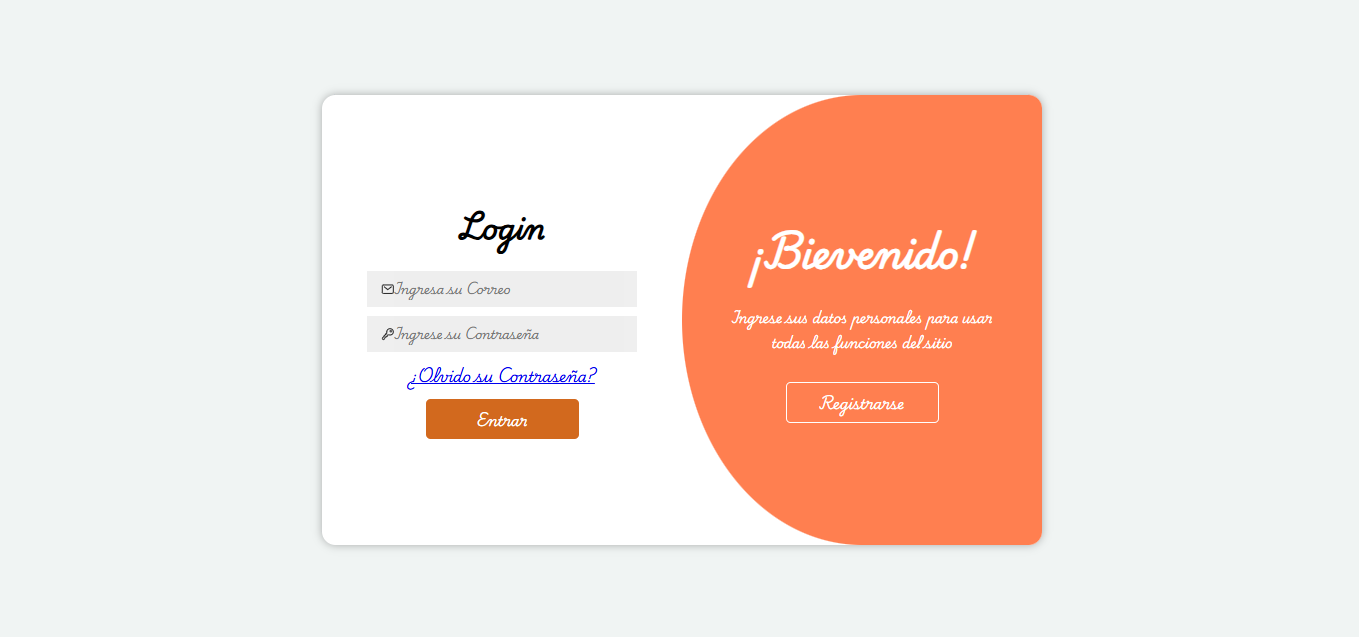 Login
Ingresa su Correo
Ingrese su Contraseña
¿Olvido su Contraseña?
Entrar
¡Bievenido!
Ingrese sus datos personales para usar
todas las funciones del sitio
Registrarse